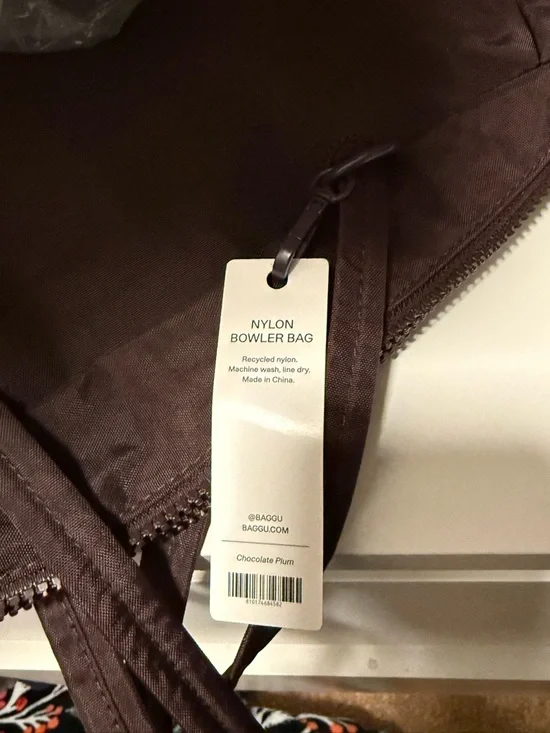 NYLON
BOWLER BAG
Recycled nylon.
Machine wash, line dry.
Made in China.
@BAGGU
BAGGU.COM
Chocolate Plum